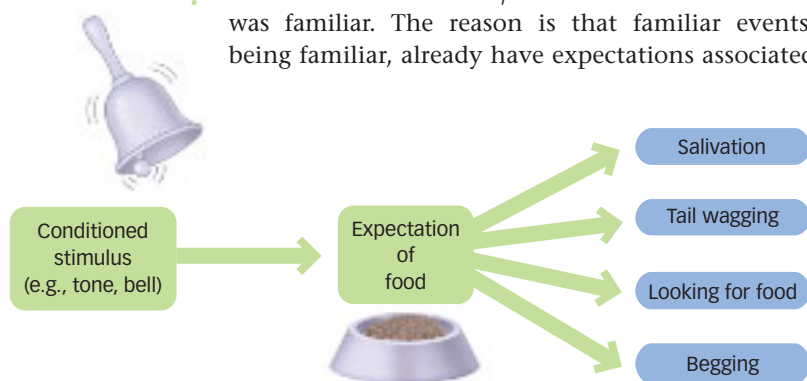 was familiar. The reason is that familiar events
being familiar, already have expectations associated
Conditioned
stimulus
(e.g., tone, bell)
Expectation
of
food
Salivation
Tail wagging
Looking for food
Begging